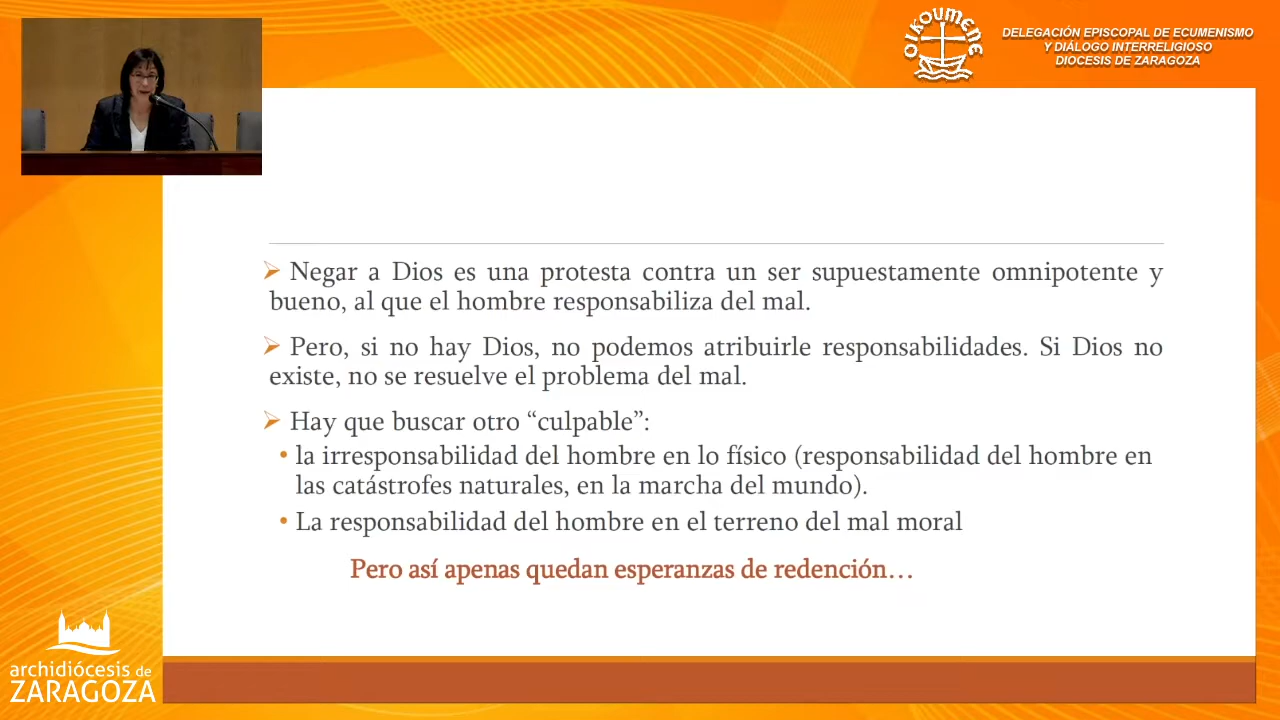 OIKOUMENE
DELEGACIÓN EPISCOPAL DE ECUMENISMO
Y DIÁLOGO INTERRELIGIOSO
DIOCESIS DE ZARAGOZA
Negar a Dios es una protesta contra un ser supuestamente omnipotente y
bueno, al que el hombre responsabiliza del mal.
Pero, si no hay Dios, no podemos atribuirle responsabilidades. Si Dios no
existe, no se resuelve el problema del mal.
Hay que buscar otro “culpable”:
• la irresponsabilidad del hombre en lo físico (responsabilidad del hombre en
las catástrofes naturales, en la marcha del mundo).
• La responsabilidad del hombre en el terreno del mal moral
Pero así apenas quedan esperanzas de redención…
archidiócesis de
ZARAGOZA